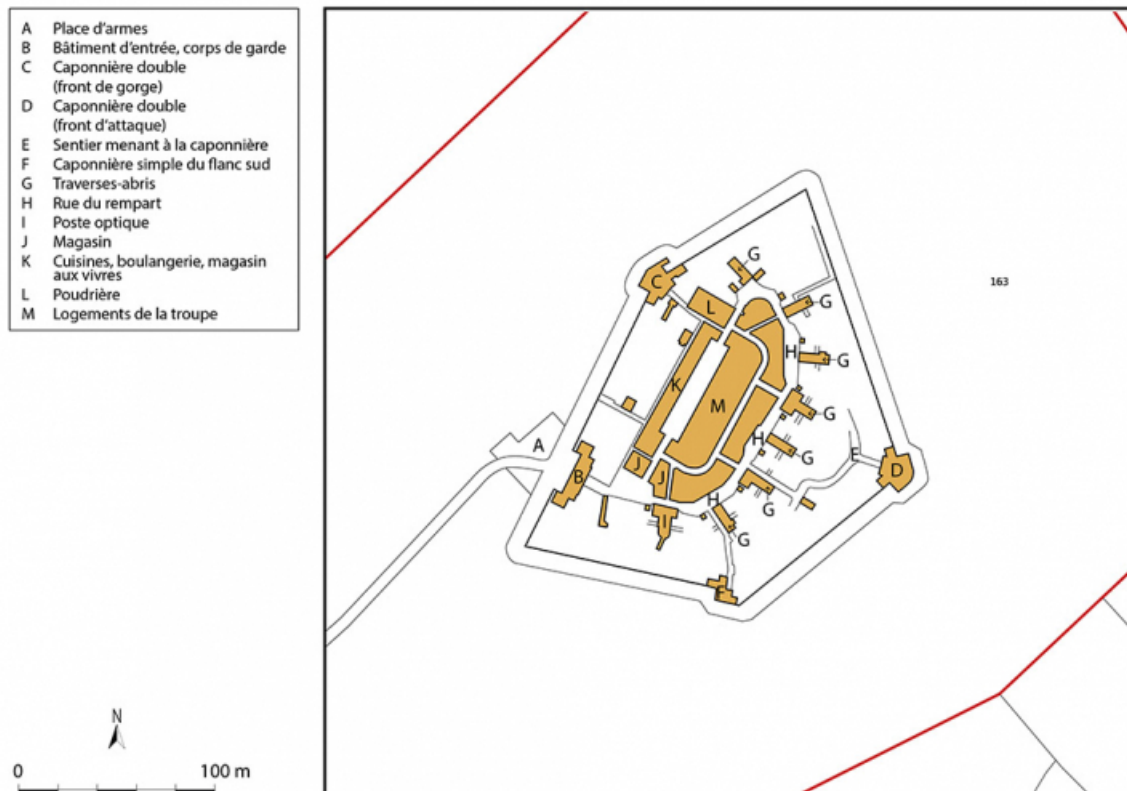 A Place d'armes
B Bâtiment d'entrée, corps de garde
C Caponnière double
(front de gorge)
D Caponnière double
(front d'attaque)
E Sentier menant à la caponnière
F Caponnière simple du flanc sud
G Traverses-abris
H Rue du rempart
I Poste optique
J Magasin
K Cuisines, boulangerie, magasin
aux vivres
L Poudrière
M Logements de la troupe
G
C
163
L
G
H
G
K
M
G
A
H
G
E
D
J
J
B
G
H
I
G
F
N
0 100 m